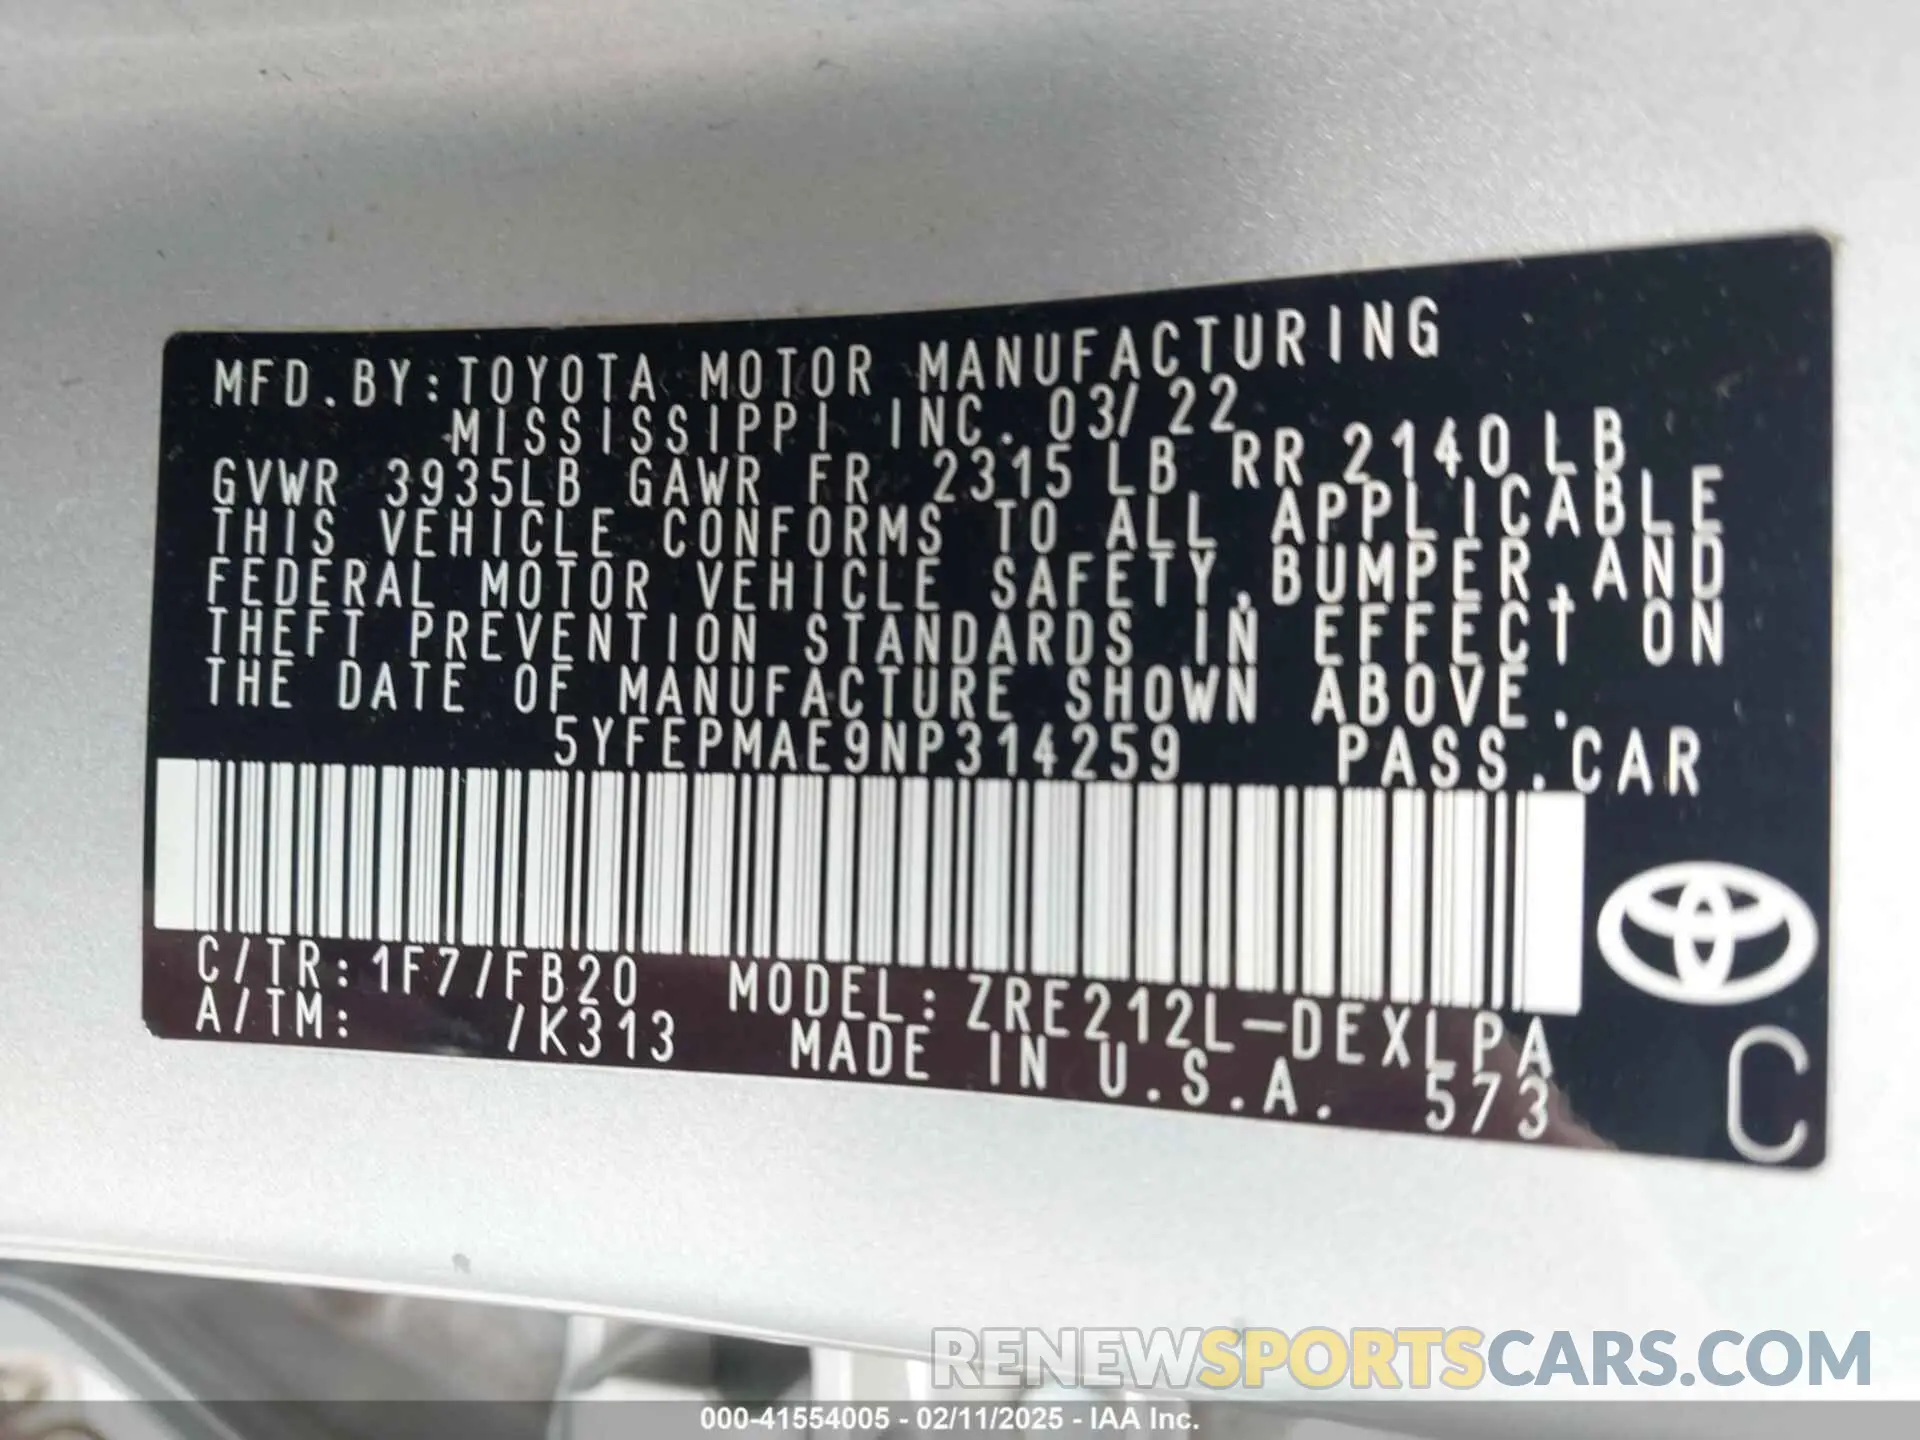 MFD.BY:TOYOTA MOTOR MANUFACTURING
MISSISSIPPI INC. 03/22
GVWR 3935LB GAWR FR 2315LB RR 2140LB
THIS VEHICLE CONFORMS TO ALL APPLICABLE
FEDERAL MOTOR VEHICLE SAFETY,BUMPER,AND
THEFT PREVENTION STANDARDS IN EFFECT ON
THE DATE OF MANUFACTURE SHOWN ABOVE.
5YFEPMAE9NP314259 PASS.CAR
C/TR:1F7/FB20 MODEL:ZRE212L-DEXLPA
A/TM: /K313 MADE IN U.S.A. 573
C
RENEWSPORTSCARS.COM
000-41554005 - 02/11/2025 - IAA Inc.